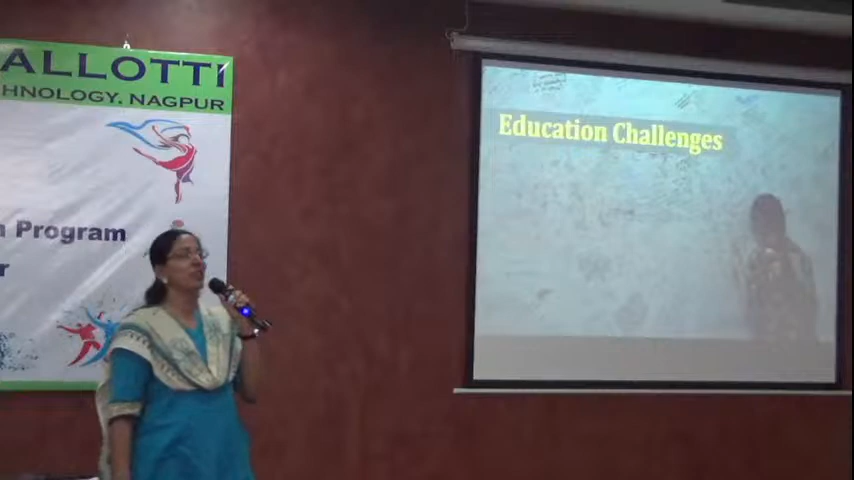 ALLOTTI
HNOLOGY, NAGPUR
n Program
Education Challenges